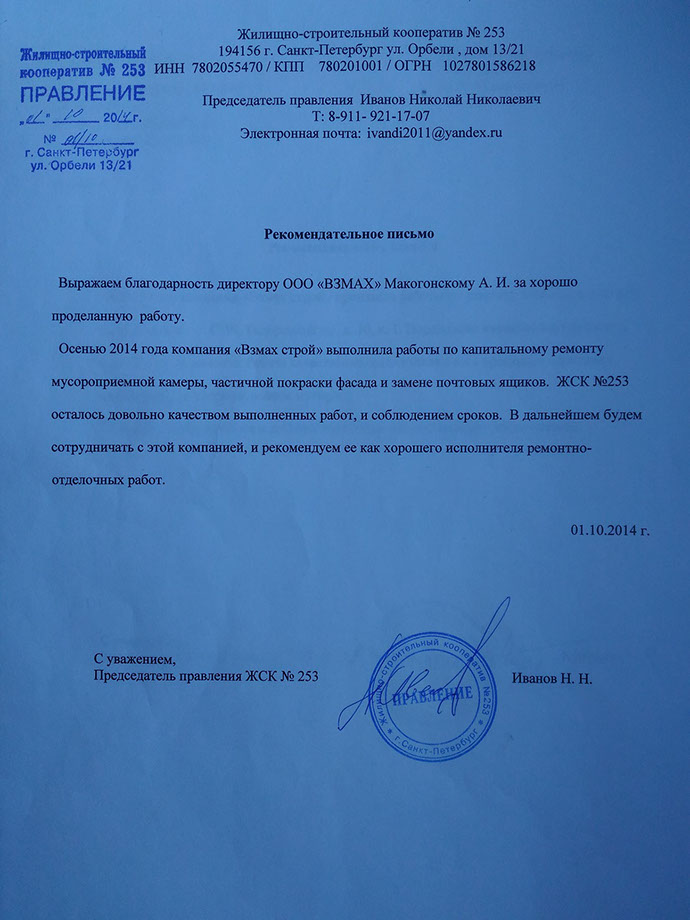 Жилищно-строительный кооператив № 253
194156 г. Санкт-Петербург ул. Орбели , дом 13/21
ИНН 7802055470 / КПП 780201001 / ОГРН 1027801586218
Председатель правления Иванов Николай Николаевич
Т: 8-911- 921-17-07
Электронная почта: ivandi2011@yandex.ru
Жилищно-строительный
кооператив № 253
ПРАВЛЕНИЕ
„01“ 10 2014г.
№ 01/10
г. Санкт-Петербург
ул. Орбели 13/21
Рекомендательное письмо
Выражаем благодарность директору ООО «ВЗМАХ» Макогонскому А. И. за хорошо
проделанную работу.
Осенью 2014 года компания «Взмах строй» выполнила работы по капитальному ремонту
мусороприемной камеры, частичной покраски фасада и замене почтовых ящиков. ЖСК №253
осталось довольно качеством выполненных работ, и соблюдением сроков. В дальнейшем будем
сотрудничать с этой компанией, и рекомендуем ее как хорошего исполнителя ремонтно-
отделочных работ.
01.10.2014 г.
С уважением,
Председатель правления ЖСК № 253
Иванов Н. Н.
Жилищно-строительный кооператив №253
ПРАВЛЕНИЕ
г.Санкт-Петербург